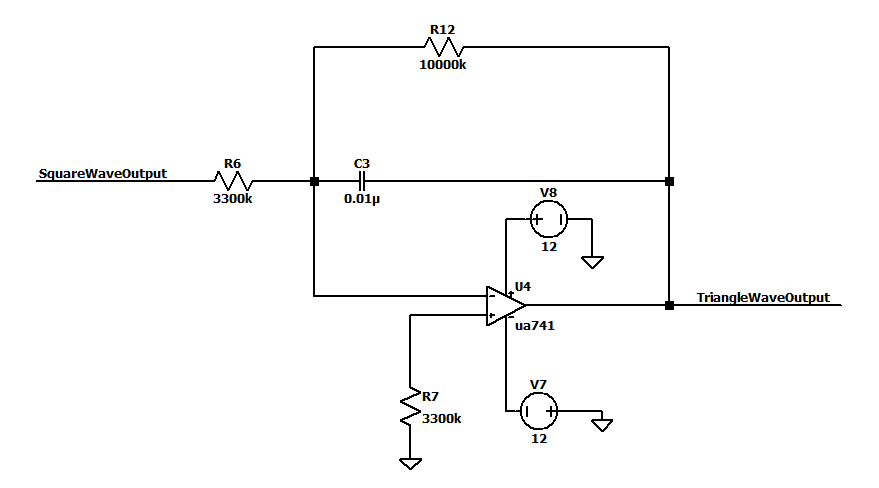 R12
10000k
SquareWaveOutput
R6
3300k
C3
0.01µ
V8
12
U4
ua741
TriangleWaveOutput
R7
3300k
V7
12